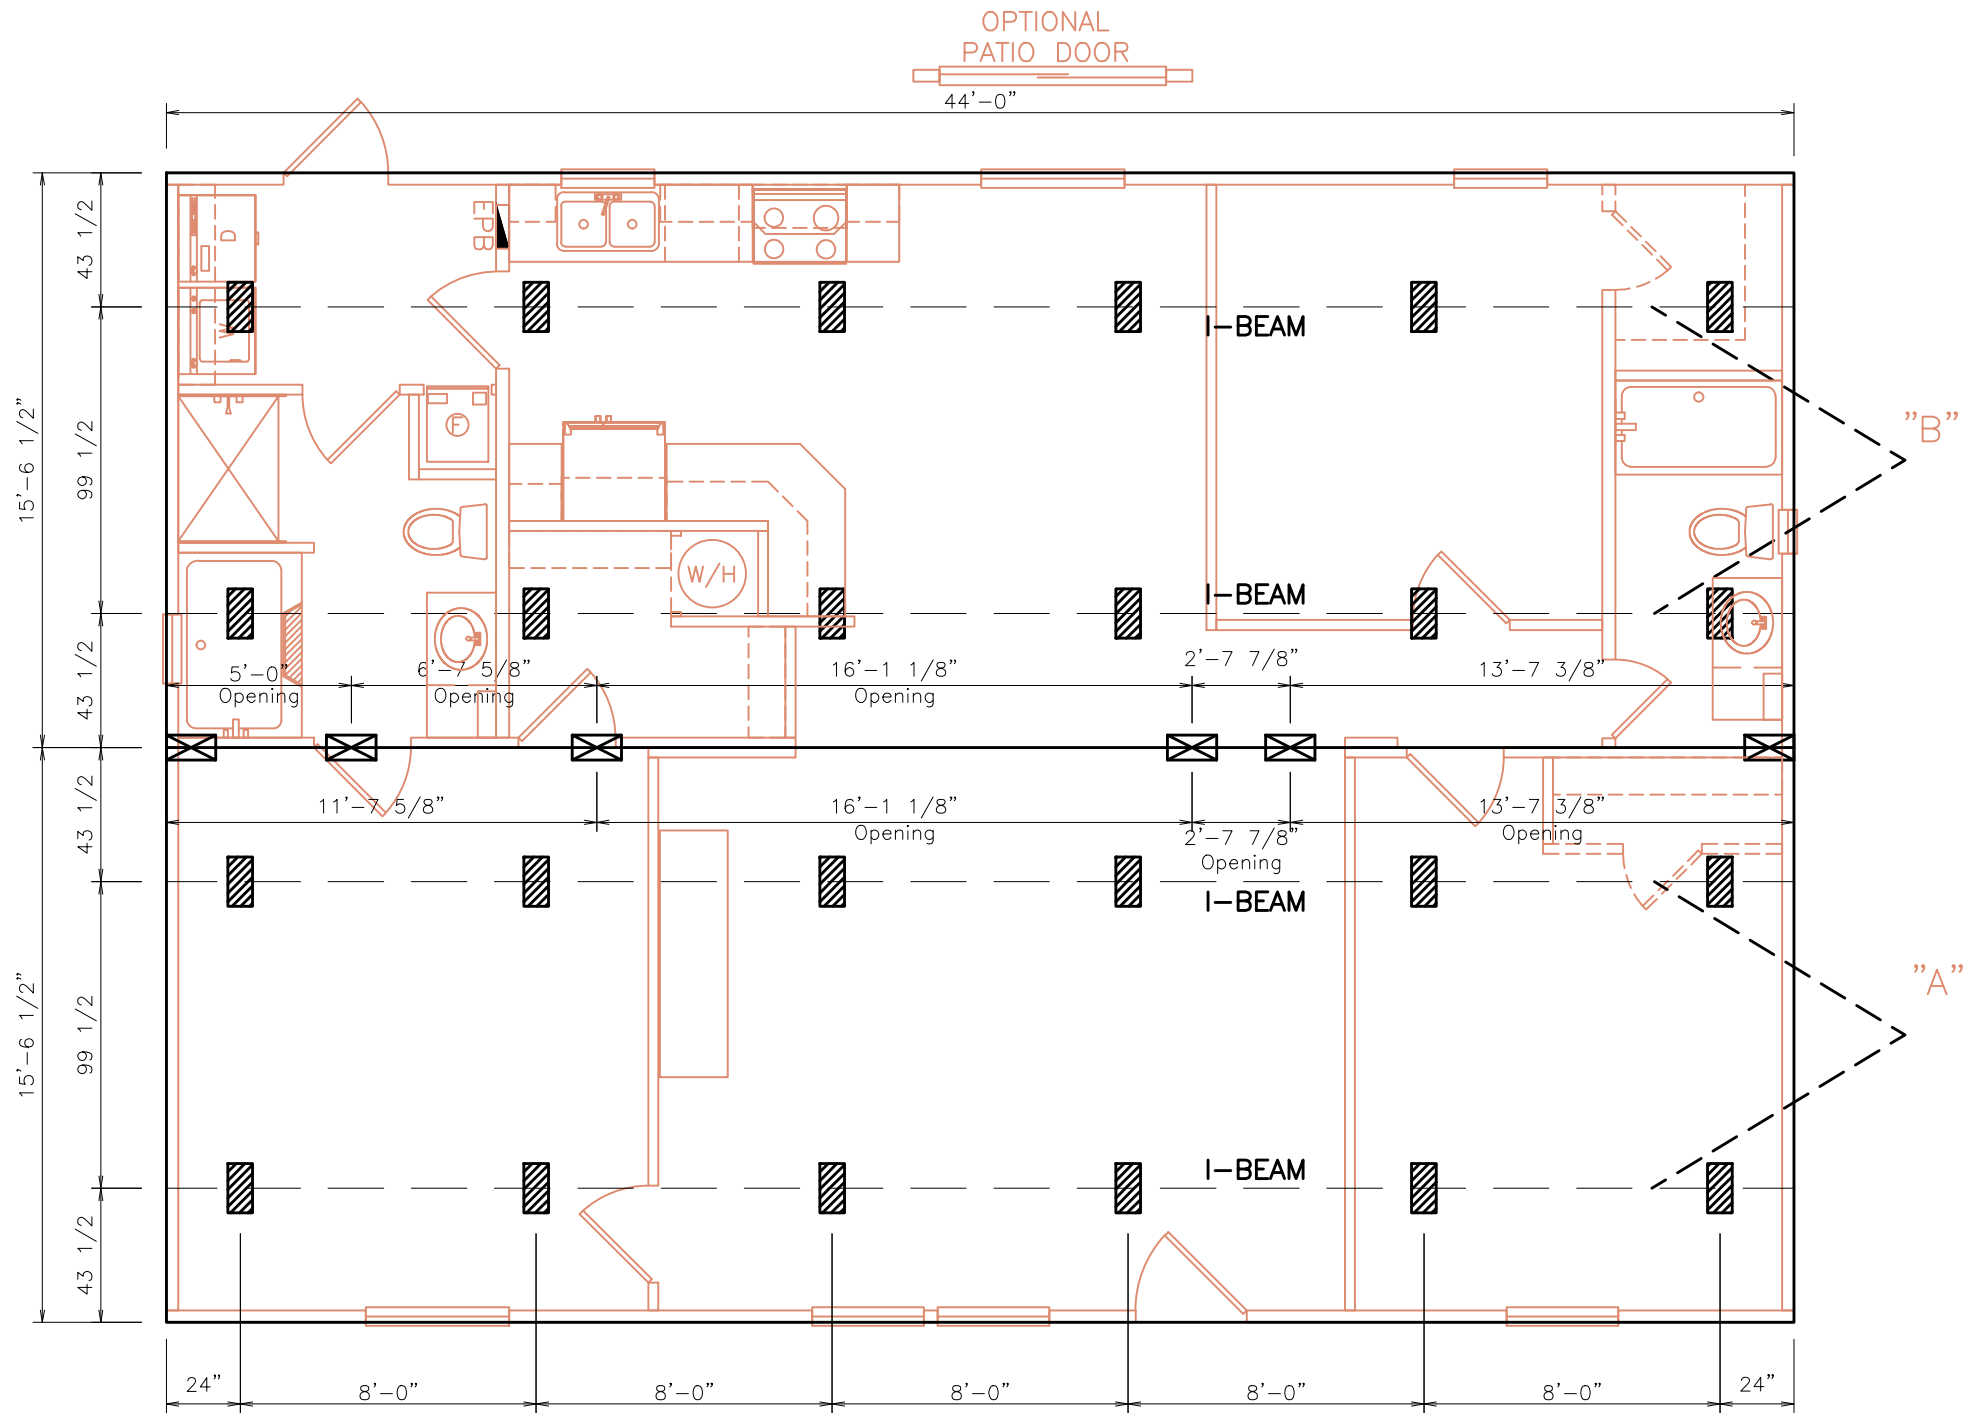 OPTIONAL
PATIO DOOR
44'-0"
43 1/2
99 1/2
43 1/2
15'-6 1/2"
D
W
EPB
F
W/H
I-BEAM
I-BEAM
"B"
5'-0"
Opening
6'-7 5/8"
Opening
16'-1 1/8"
Opening
2'-7 7/8"
13'-7 3/8"
11'-7 5/8"
16'-1 1/8"
Opening
2'-7 7/8"
Opening
13'-7 3/8"
Opening
43 1/2
99 1/2
43 1/2
15'-6 1/2"
I-BEAM
I-BEAM
"A"
24"
8'-0"
8'-0"
8'-0"
8'-0"
8'-0"
24"